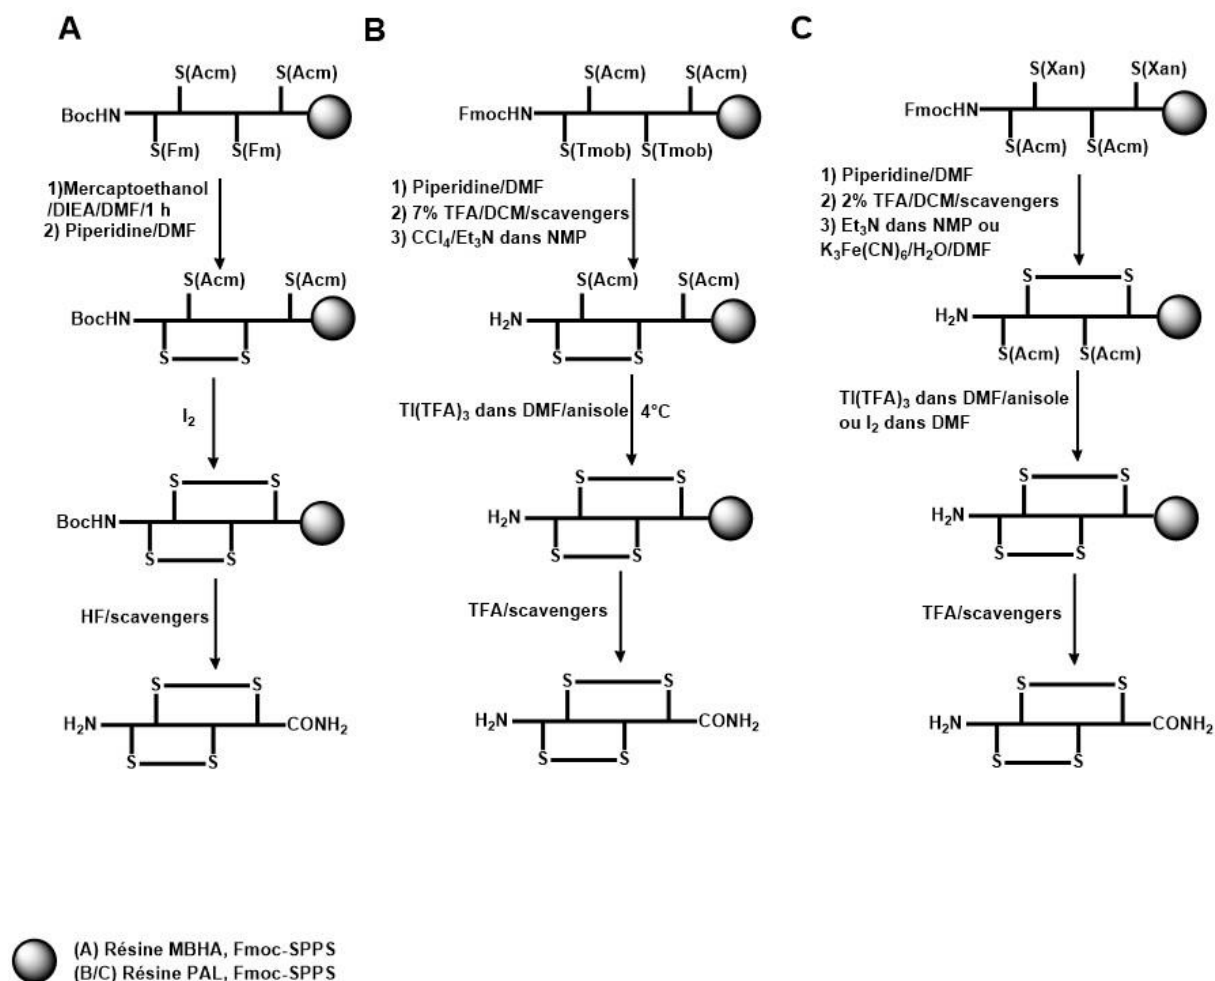 A
S(Acm) S(Acm)
BocHN
S(Fm) S(Fm)
1)Mercaptoethanol
/DIEA/DMF/1 h
2) Piperidine/DMF
S(Acm) S(Acm)
BocHN
S S
I2
S S
BocHN
S S
HF/scavengers
S S
H2N CONH2
S S
B
S(Acm) S(Acm)
FmocHN
S(Tmob) S(Tmob)
1) Piperidine/DMF
2) 7% TFA/DCM/scavengers
3) CCl4/Et3N dans NMP
S(Acm) S(Acm)
H2N
S S
Tl(TFA)3 dans DMF/anisole 4°C
S S
H2N
S S
TFA/scavengers
S S
H2N CONH2
S S
C
S(Xan) S(Xan)
FmocHN
S(Acm) S(Acm)
1) Piperidine/DMF
2) 2% TFA/DCM/scavengers
3) Et3N dans NMP ou
K3Fe(CN)6/H2O/DMF
S S
H2N
S(Acm) S(Acm)
Tl(TFA)3 dans DMF/anisole
ou I2 dans DMF
S S
H2N
S S
TFA/scavengers
S S
H2N CONH2
S S
(A) Résine MBHA, Fmoc-SPPS
(B/C) Résine PAL, Fmoc-SPPS